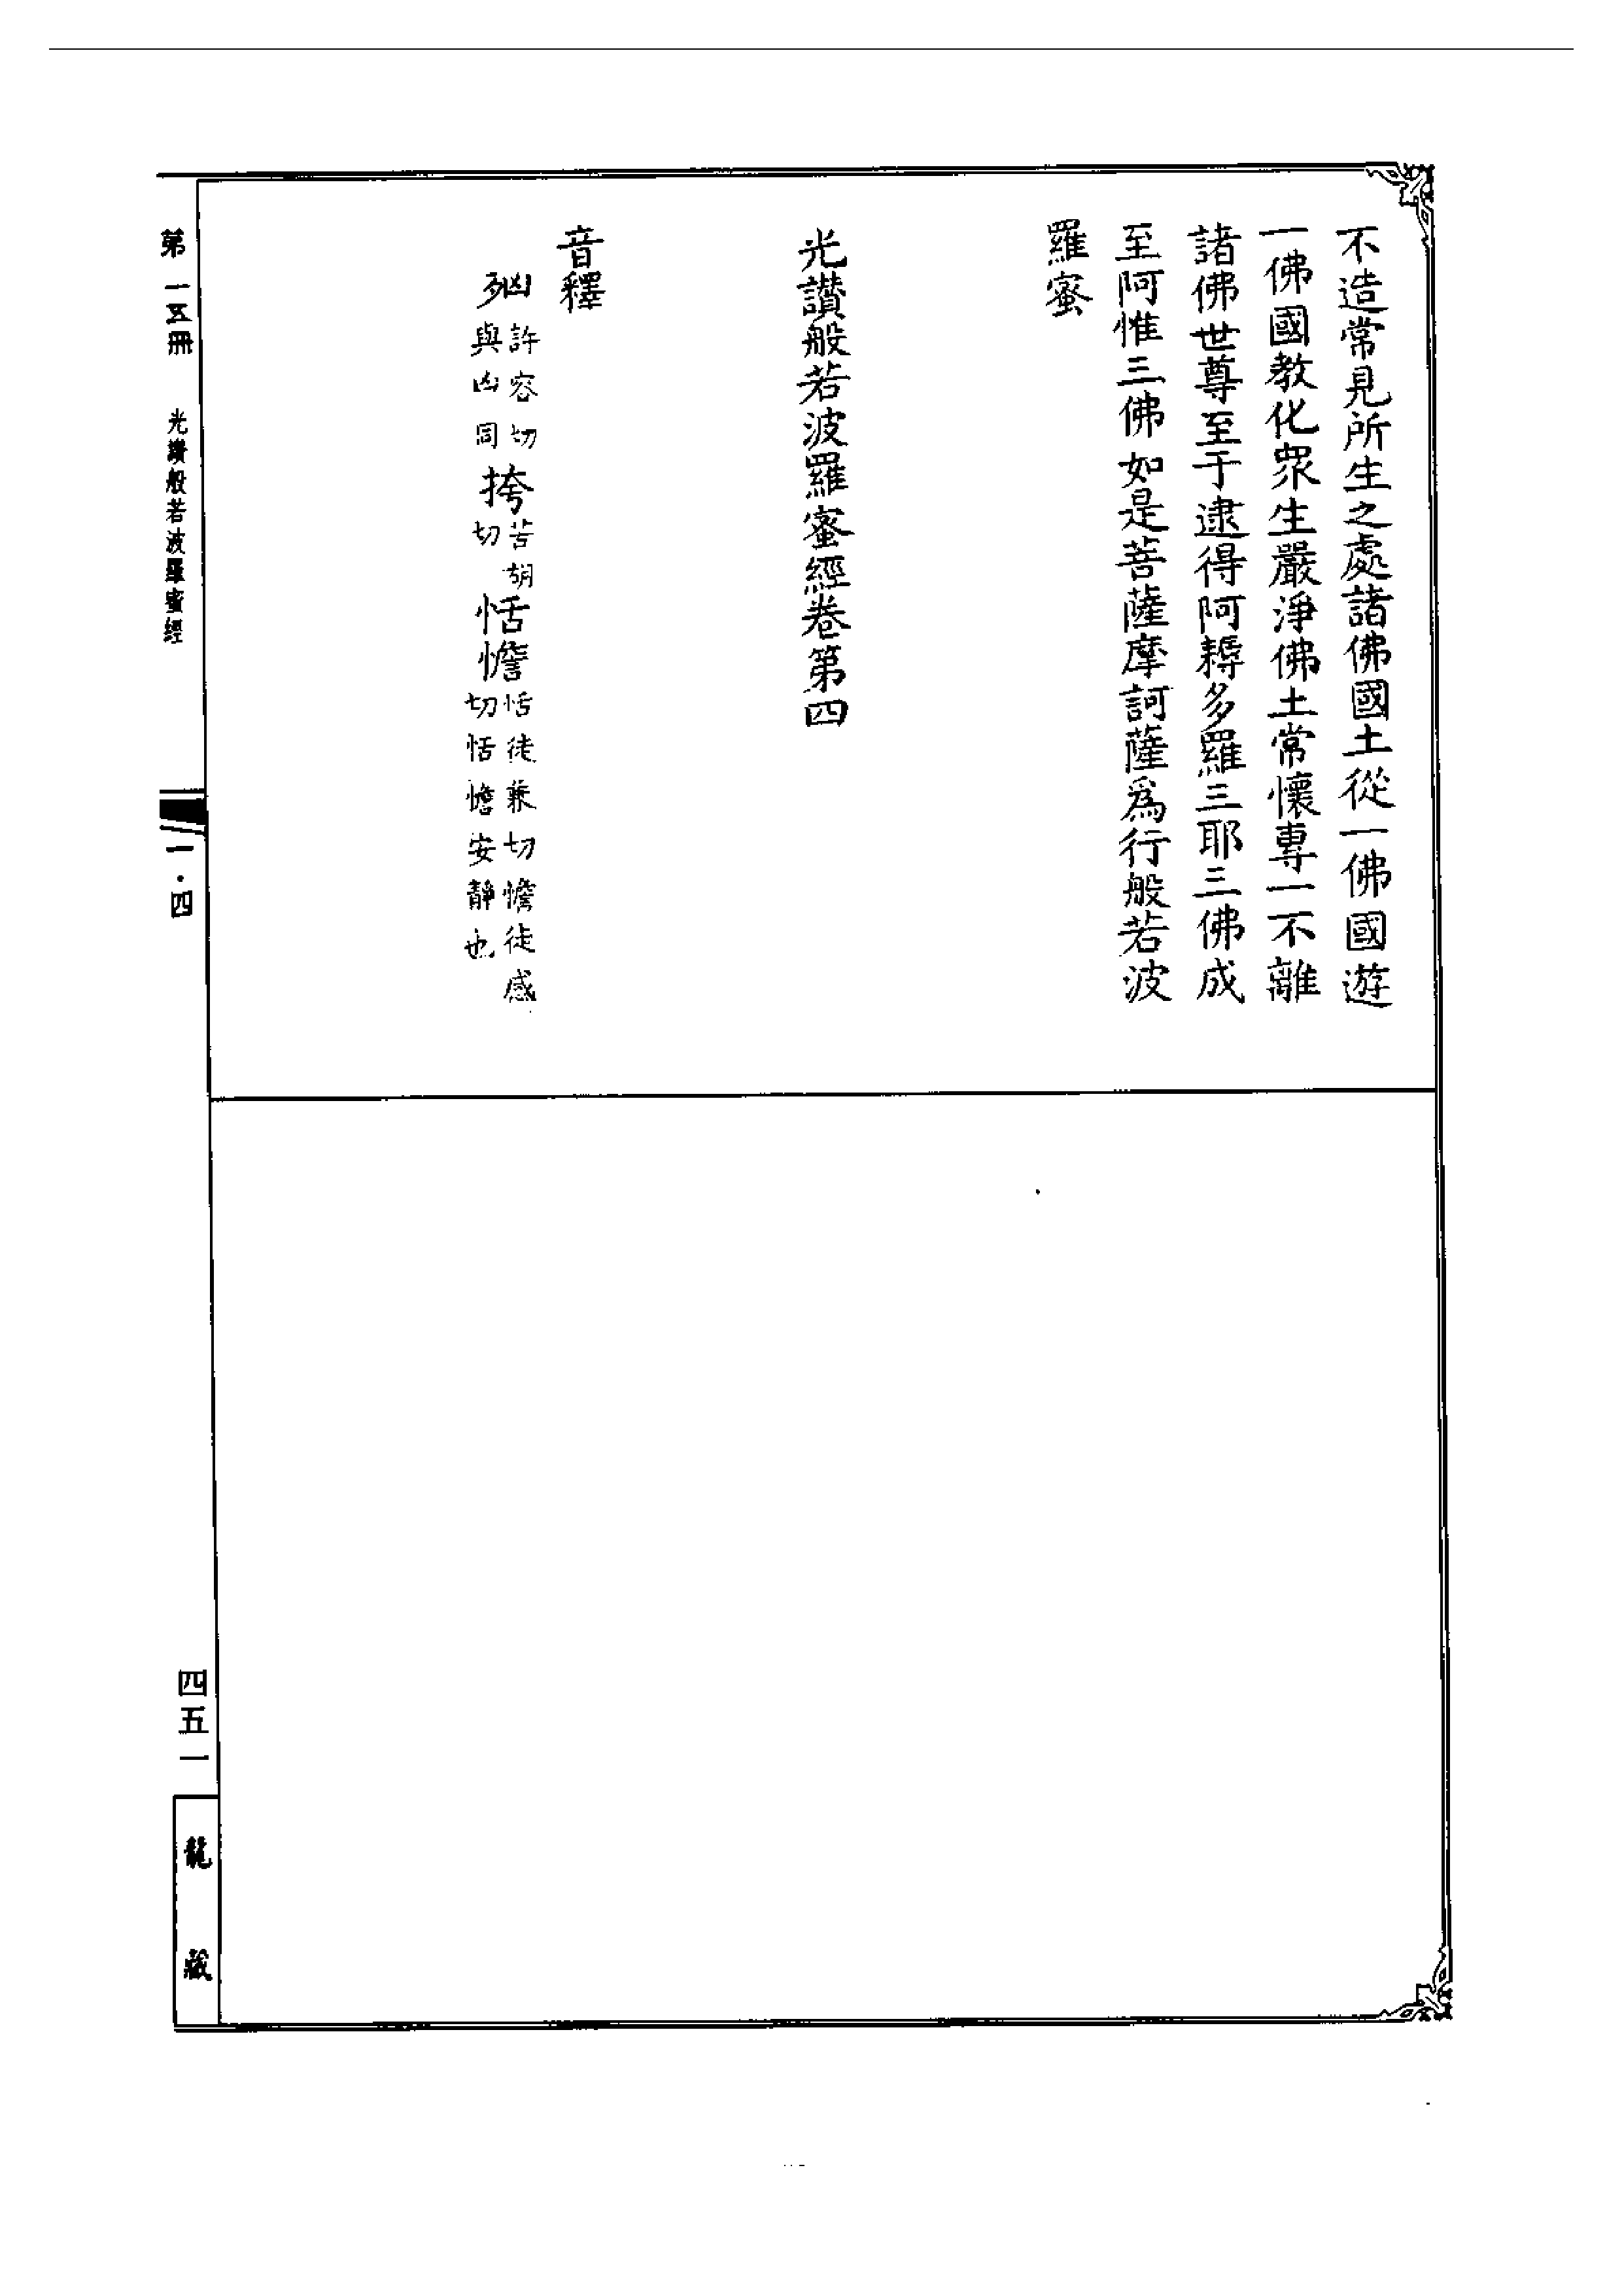 不造常見所生之處諸佛國土從一佛國遊
一佛國教化眾生嚴淨佛土常懷專一不離
諸佛世尊至于逮得阿耨多羅三耶三佛成
至阿惟三佛如是菩薩摩訶薩為行般若波
羅蜜
光讃般若波羅蜜經卷第四
音釋
許容切
與凶同
挎
苦胡
切
恬憺
恬徒兼切憺徒感
切恬憺安靜也
第一五冊 光讃般若波羅蜜經
一·四
四五一
龍藏